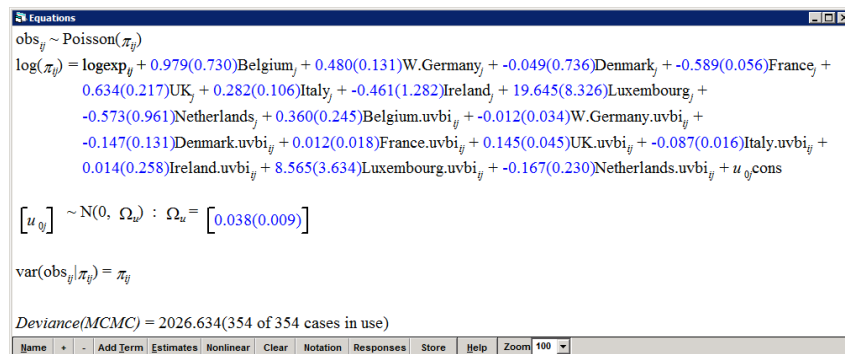 Equations
obs_ij ~ Poisson(π_ij)
log(π_ij) = logexp_ij + 0.979(0.730)Belgium_j + 0.480(0.131)W.Germany_j + -0.049(0.736)Denmark_j + -0.589(0.056)France_j +
0.634(0.217)UK_j + 0.282(0.106)Italy_j + -0.461(1.282)Ireland_j + 19.645(8.326)Luxembourg_j +
-0.573(0.961)Netherlands_j + 0.360(0.245)Belgium.uvbi_ij + -0.012(0.034)W.Germany.uvbi_ij +
-0.147(0.131)Denmark.uvbi_ij + 0.012(0.018)France.uvbi_ij + 0.145(0.045)UK.uvbi_ij + -0.087(0.016)Italy.uvbi_ij +
0.014(0.258)Ireland.uvbi_ij + 8.565(3.634)Luxembourg.uvbi_ij + -0.167(0.230)Netherlands.uvbi_ij + u_0j cons
[u_0j] ~ N(0, Ω_u) : Ω_u = [0.038(0.009)]
var(obs_ij|π_ij) = π_ij
Deviance(MCMC) = 2026.634(354 of 354 cases in use)
Name + - Add Term Estimates Nonlinear Clear Notation Responses Store Help Zoom 100